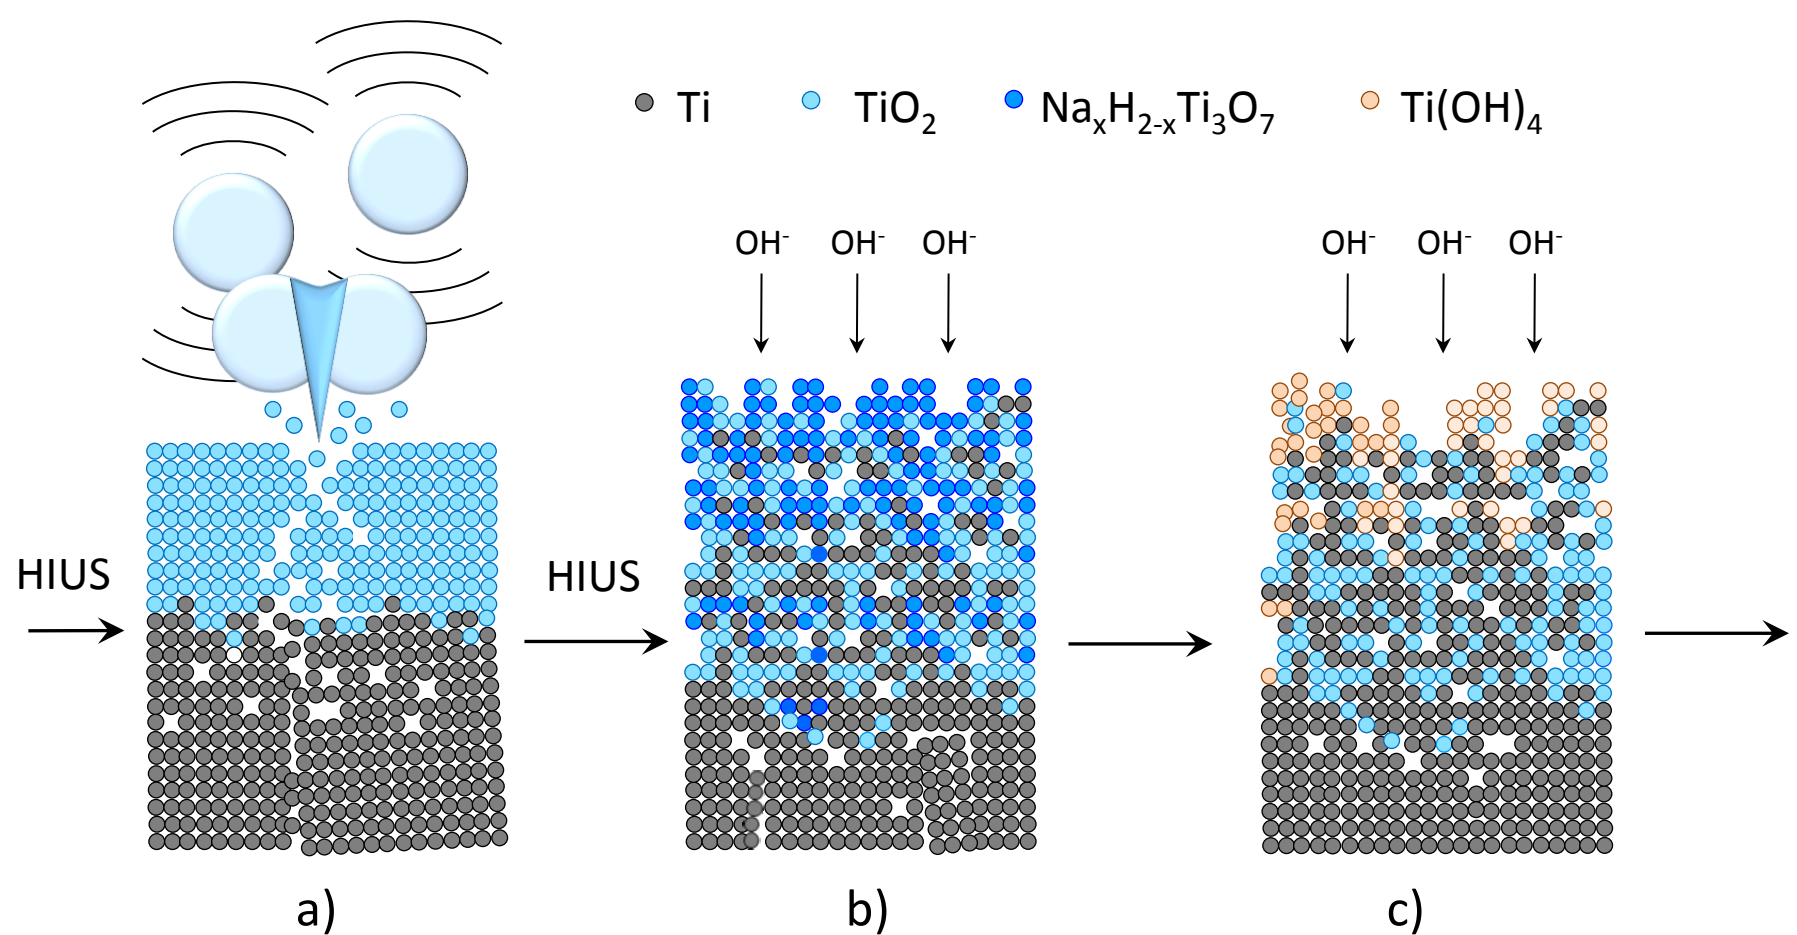 Ti TiO₂ NaₓH₂₋ₓTi₃O₇ Ti(OH)₄
OH⁻ OH⁻ OH⁻ OH⁻ OH⁻ OH⁻
HIUS HIUS
a) b) c)